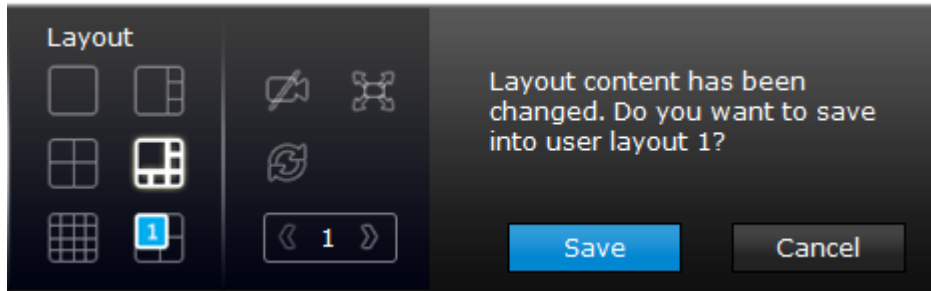 Layout
1
1
Layout content has been
changed. Do you want to save
into user layout 1?
Save
Cancel